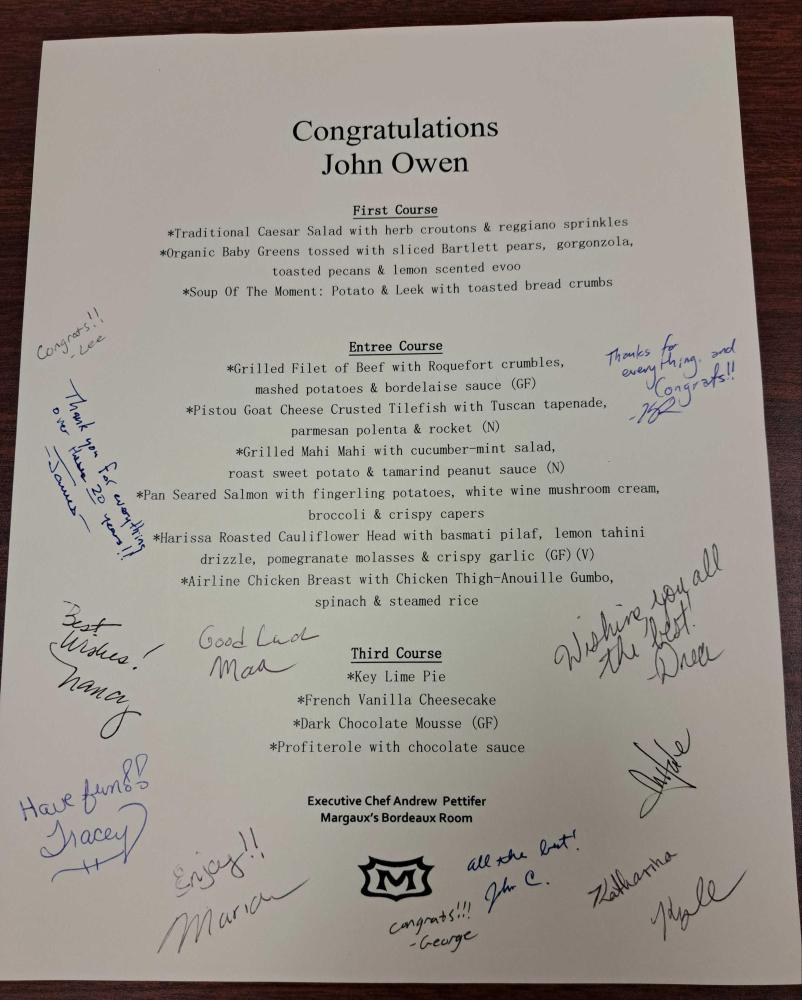 Congratulations
John Owen
First Course
*Traditional Caesar Salad with herb croutons & reggiano sprinkles
*Organic Baby Greens tossed with sliced Bartlett pears, gorgonzola,
toasted pecans & lemon scented evoo
*Soup Of The Moment: Potato & Leek with toasted bread crumbs
Congrats!!
-Lee
Entree Course
*Grilled Filet of Beef with Roquefort crumbles,
mashed potatoes & bordelaise sauce (GF)
*Pistou Goat Cheese Crusted Tilefish with Tuscan tapenade,
parmesan polenta & rocket (N)
*Grilled Mahi Mahi with cucumber-mint salad,
roast sweet potato & tamarind peanut sauce (N)
*Pan Seared Salmon with fingerling potatoes, white wine mushroom cream,
broccoli & crispy capers
*Harissa Roasted Cauliflower Head with basmati pilaf, lemon tahini
drizzle, pomegranate molasses & crispy garlic (GF)(V)
*Airline Chicken Breast with Chicken Thigh-Anouille Gumbo,
spinach & steamed rice
Thanks for
everything, and
Congrats!!
Thank you for everything
over these 20 years!!
-James-
Best
Wishes!
Nancy
Good Luck
Wishing you all
the best!
-Drea
Third Course
*Key Lime Pie
*French Vanilla Cheesecake
*Dark Chocolate Mousse (GF)
*Profiterole with chocolate sauce
Have fun!!
Tracey
Executive Chef Andrew Pettifer
Margaux's Bordeaux Room
M
Enjoy!!
all the best!
John C.
Congrats!!!
-George
Katharina
Kyle